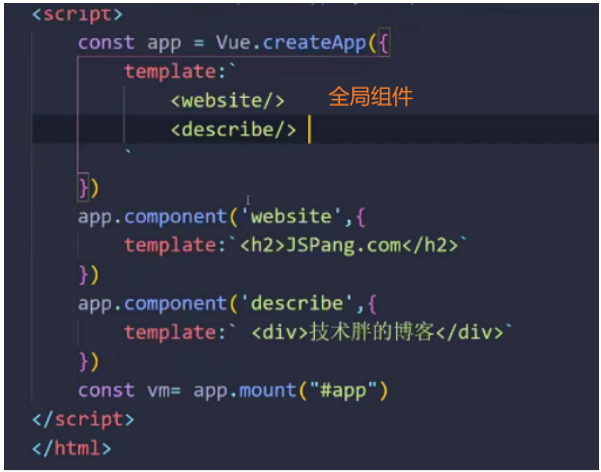 <script>
const app = Vue.createApp({
template:`
<website/> 全局组件
<describe/>
`
})
app.component('website',{
template:`<h2>JSPang.com</h2>`
})
app.component('describe',{
template:` <div>技术胖的博客</div>`
})
const vm= app.mount("#app")
</script>
</html>